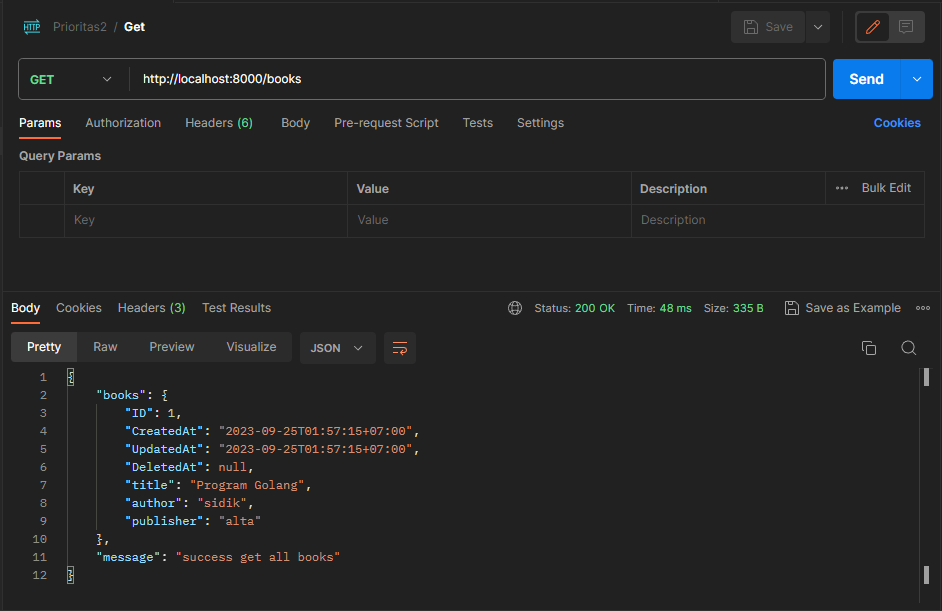 HTTP Prioritas2 / Get Save
GET http://localhost:8000/books Send
Params Authorization Headers (6) Body Pre-request Script Tests Settings Cookies
Query Params
Key Value Description ••• Bulk Edit
Key Value Description
Body Cookies Headers (3) Test Results Status: 200 OK Time: 48 ms Size: 335 B Save as Example
Pretty Raw Preview Visualize JSON
1 {
2 "books": {
3 "ID": 1,
4 "CreatedAt": "2023-09-25T01:57:15+07:00",
5 "UpdatedAt": "2023-09-25T01:57:15+07:00",
6 "DeletedAt": null,
7 "title": "Program Golang",
8 "author": "sidik",
9 "publisher": "alta"
10 },
11 "message": "success get all books"
12 }